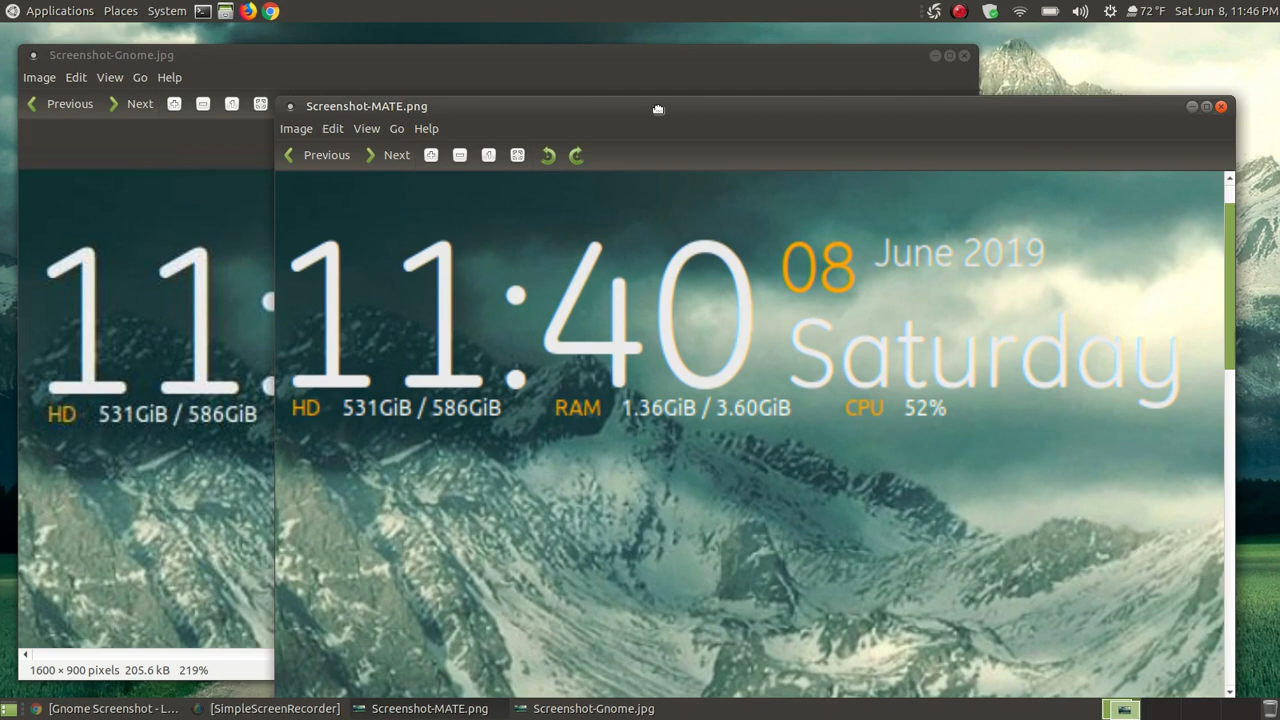 Applications Places System 72 °F Sat Jun 8, 11:46 PM
Screenshot-Gnome.jpg
Image Edit View Go Help
Previous Next
Screenshot-MATE.png
Image Edit View Go Help
Previous Next
11:
HD 531GiB / 586GiB
11:40 08 June 2019
Saturday
HD 531GiB / 586GiB RAM 1.36GiB / 3.60GiB CPU 52%
1600 × 900 pixels 205.6 kB 219%
[Gnome Screenshot - L... [SimpleScreenRecorder] Screenshot-MATE.png Screenshot-Gnome.jpg